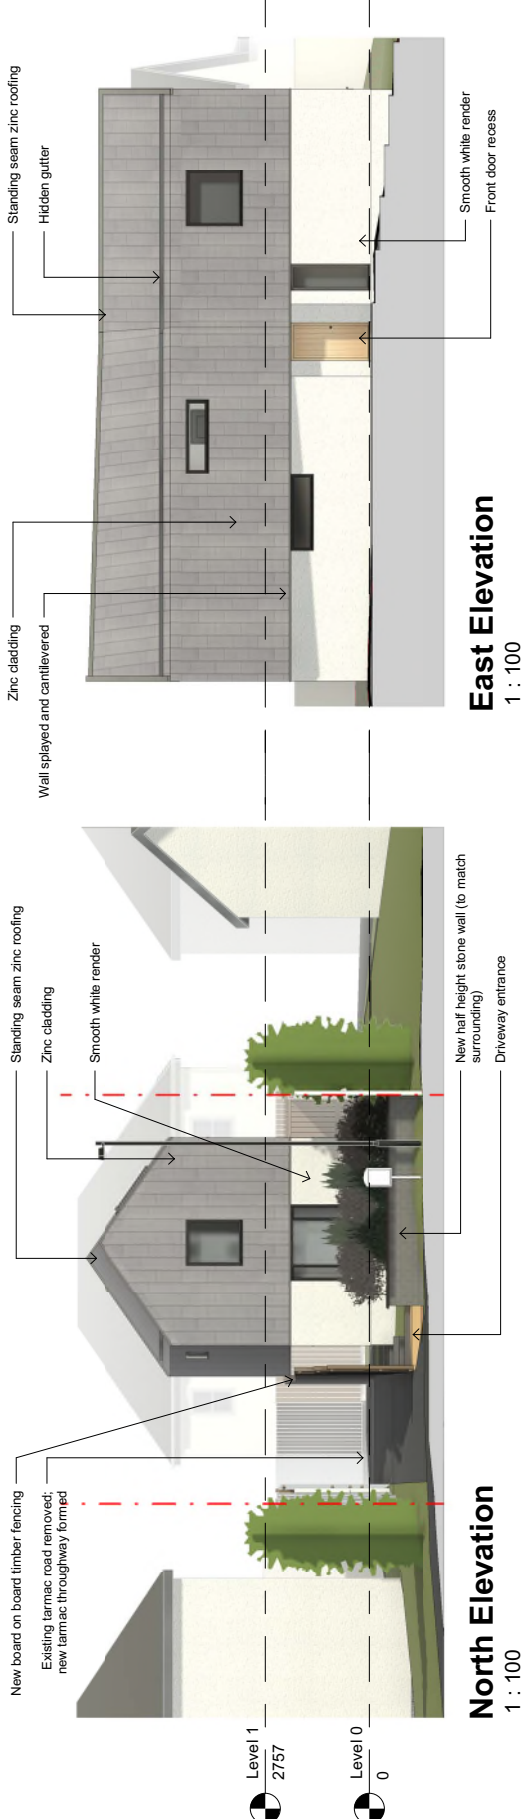 New board on board timber fencing
Existing tarmac road removed;
new tarmac throughway formed
Standing seam zinc roofing
Zinc cladding
Smooth white render
Level 1
2757
Level 0
0
New half height stone wall (to match
surrounding)
Driveway entrance
North Elevation
1 : 100
Zinc cladding
Wall splayed and cantilevered
Standing seam zinc roofing
Hidden gutter
Smooth white render
Front door recess
East Elevation
1 : 100